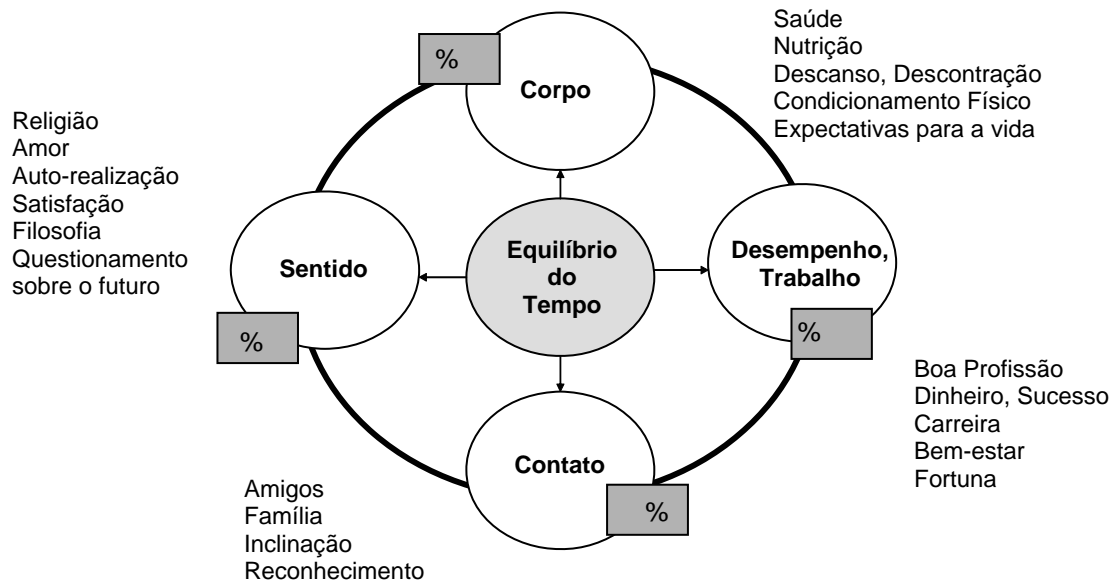 %
Corpo
Saúde
Nutrição
Descanso, Descontração
Condicionamento Físico
Expectativas para a vida
Religião
Amor
Auto-realização
Satisfação
Filosofia
Questionamento
sobre o futuro
Sentido
%
Equilíbrio
do
Tempo
Desempenho,
Trabalho
%
Boa Profissão
Dinheiro, Sucesso
Carreira
Bem-estar
Fortuna
Contato
%
Amigos
Família
Inclinação
Reconhecimento